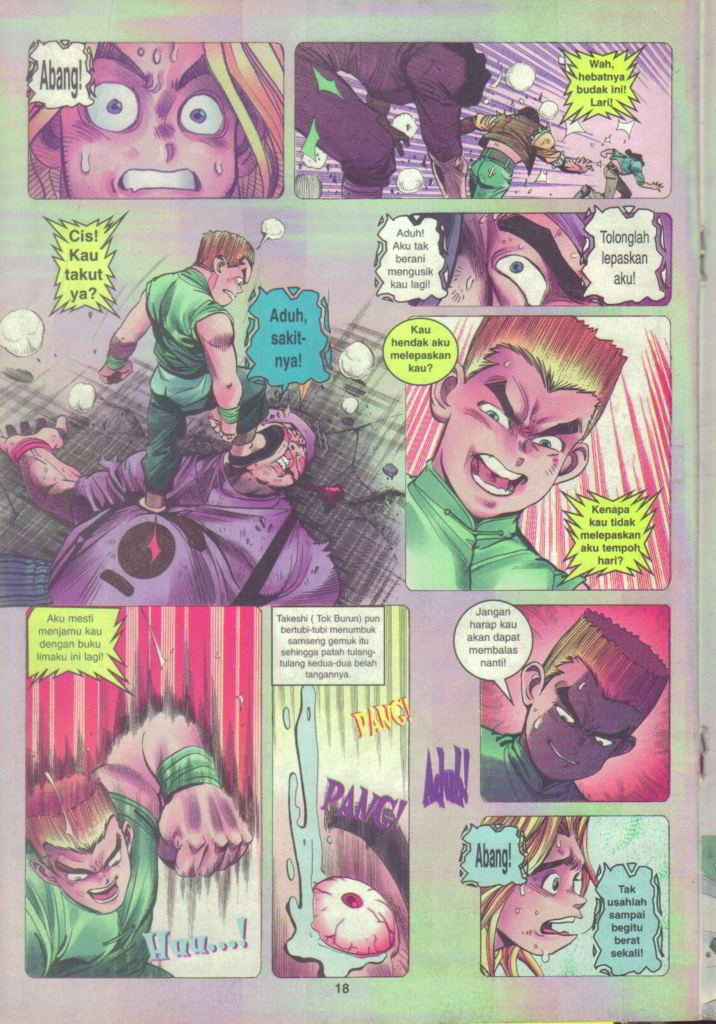 Abang!
Wah,
hebatnya
budak ini!
Lari!
Cis!
Kau
takut
ya?
Aduh,
sakit-
nya!
Aduh!
Aku tak
berani
mengusik
kau lagi!
Tolonglah
lepaskan
aku!
Kau
hendak aku
melepaskan
kau?
Kenapa
kau tidak
melepaskan
aku tempoh
hari?
Aku mesti
menjamu kau
dengan buku
limaku ini lagi!
Huu...!
Takeshi ( Tok Burun) pun
bertubi-tubi menumbuk
samseng gemuk itu
sehingga patah tulang-
tulang kedua-dua belah
tangannya.
PANG!
PANG!
Aduh!
Jangan
harap kau
akan dapat
membalas
nanti!
Abang!
Tak
usahlah
sampai
begitu
berat
sekali!
18